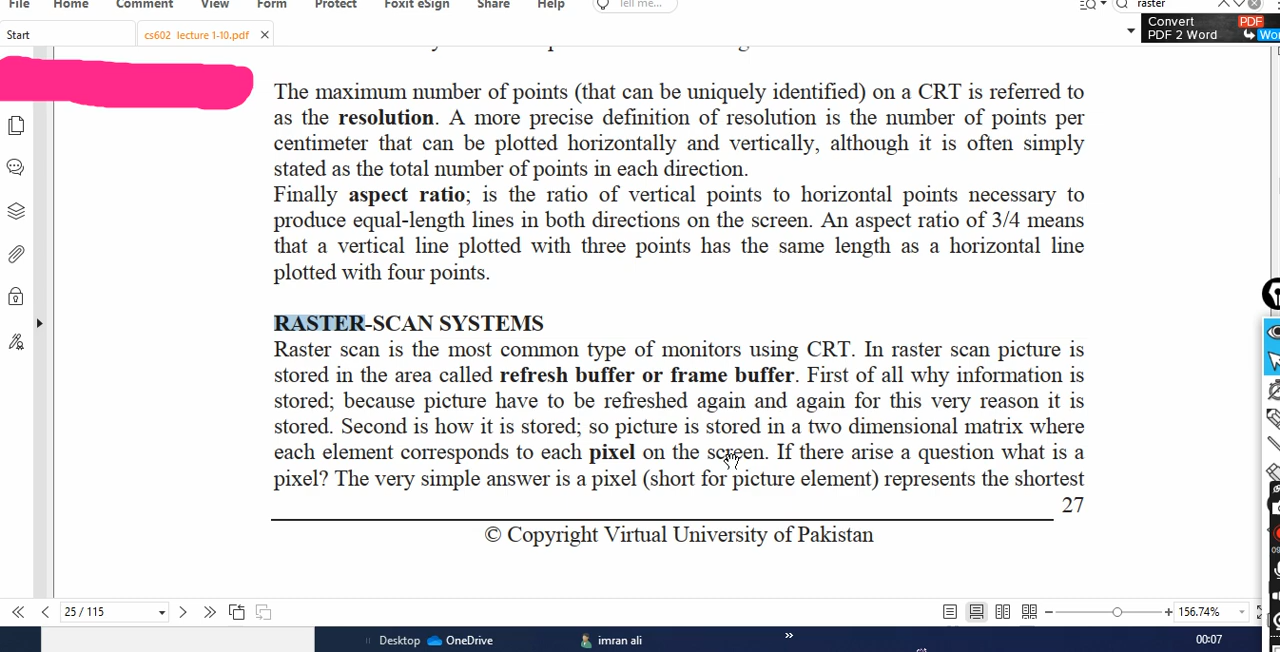 File Home Comment View Form Protect Foxit eSign Share Help Tell me... raster
Convert PDF
PDF 2 Word
Start cs602 lecture 1-10.pdf
The maximum number of points (that can be uniquely identified) on a CRT is referred to
as the resolution. A more precise definition of resolution is the number of points per
centimeter that can be plotted horizontally and vertically, although it is often simply
stated as the total number of points in each direction.
Finally aspect ratio; is the ratio of vertical points to horizontal points necessary to
produce equal-length lines in both directions on the screen. An aspect ratio of 3/4 means
that a vertical line plotted with three points has the same length as a horizontal line
plotted with four points.
RASTER-SCAN SYSTEMS
Raster scan is the most common type of monitors using CRT. In raster scan picture is
stored in the area called refresh buffer or frame buffer. First of all why information is
stored; because picture have to be refreshed again and again for this very reason it is
stored. Second is how it is stored; so picture is stored in a two dimensional matrix where
each element corresponds to each pixel on the screen. If there arise a question what is a
pixel? The very simple answer is a pixel (short for picture element) represents the shortest
27
© Copyright Virtual University of Pakistan
25 / 115 156.74%
Desktop OneDrive imran ali » 00:07